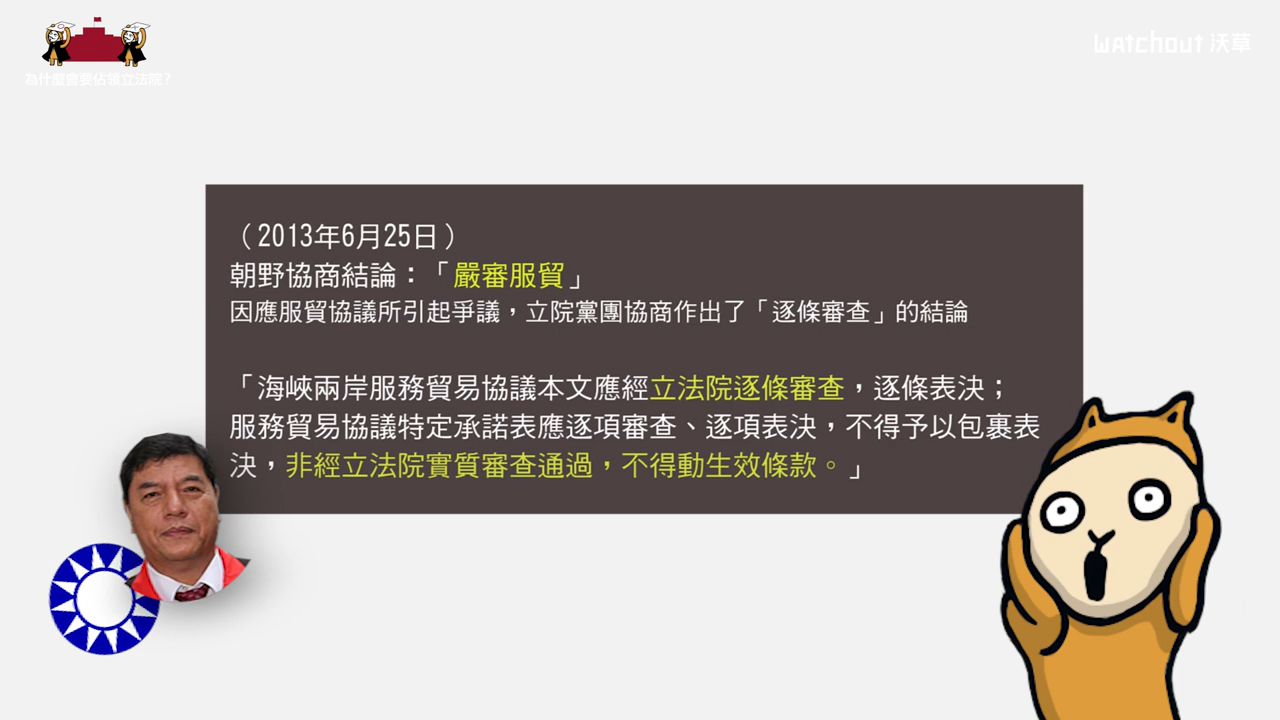 為什麼會要佔領立法院?
watchout 沃草
（2013年6月25日）
朝野協商結論：「嚴審服貿」
因應服貿協議所引起爭議，立院黨團協商作出了「逐條審查」的結論
「海峽兩岸服務貿易協議本文應經立法院逐條審查，逐條表決；
服務貿易協議特定承諾表應逐項審查、逐項表決，不得予以包裹表
決，非經立法院實質審查通過，不得動生效條款。」